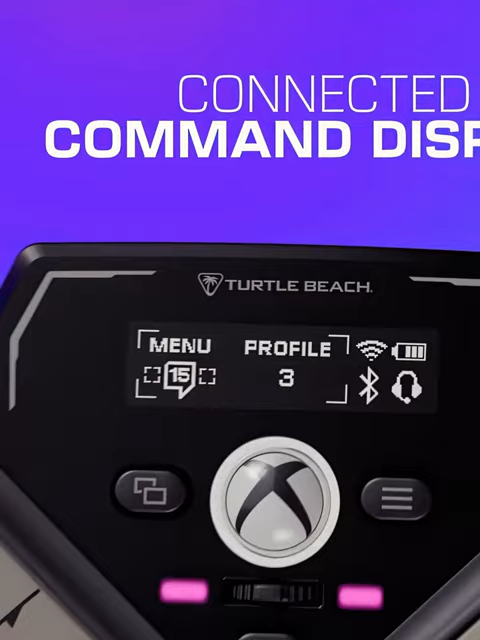 CONNECTED
COMMAND DISP
TURTLE BEACH.
MENU PROFILE
15 3